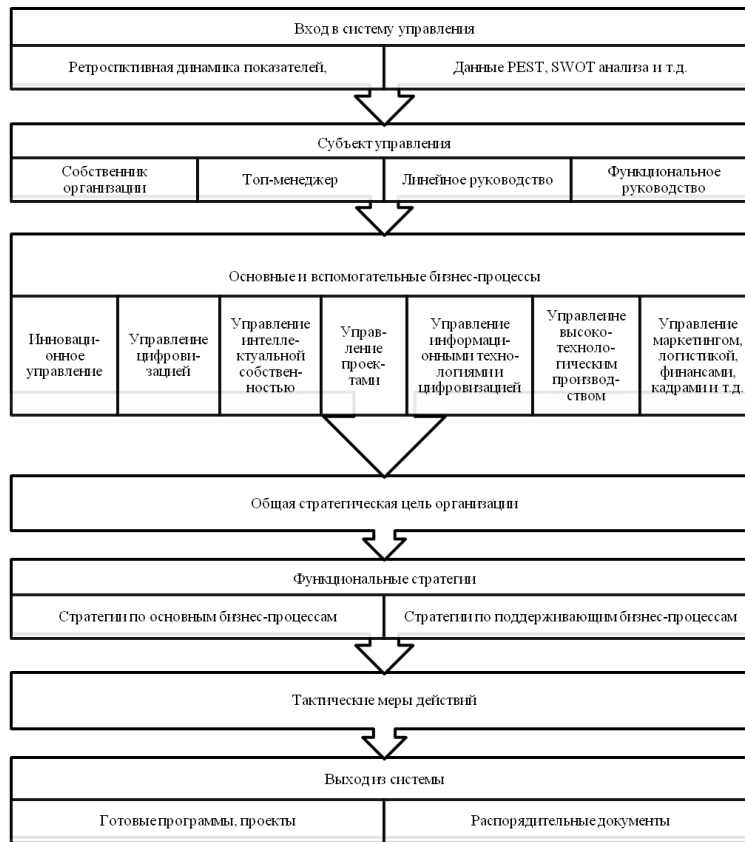 Вход в систему управления
Ретроспктивная динамика показателей,
Данные PEST, SWOT анализа и т.д.
Субъект управления
Собственник
организации
Топ-менеджер
Линейное руководство
Функциональное
руководство
Основные и вспомогательные бизнес-процессы
Инноваци-
онное
управление
Управление
цифрови-
зацией
Управление
интелле-
ктуальной
собствен-
ностью
Управ-
ление
проек-
тами
Управление
информаци-
онными техно-
логиями и
цифровизацией
Управление
высоко-
техноло-
гическим
производ-
ством
Управление
маркетингом,
логистикой,
финансами,
кадрами и т.д.
Общая стратегическая цель организации
Функциональные стратегии
Стратегии по основным бизнес-процессам
Стратегии по поддерживающим бизнес-процессам
Тактические меры действий
Выход из системы
Готовые программы, проекты
Распорядительные документы